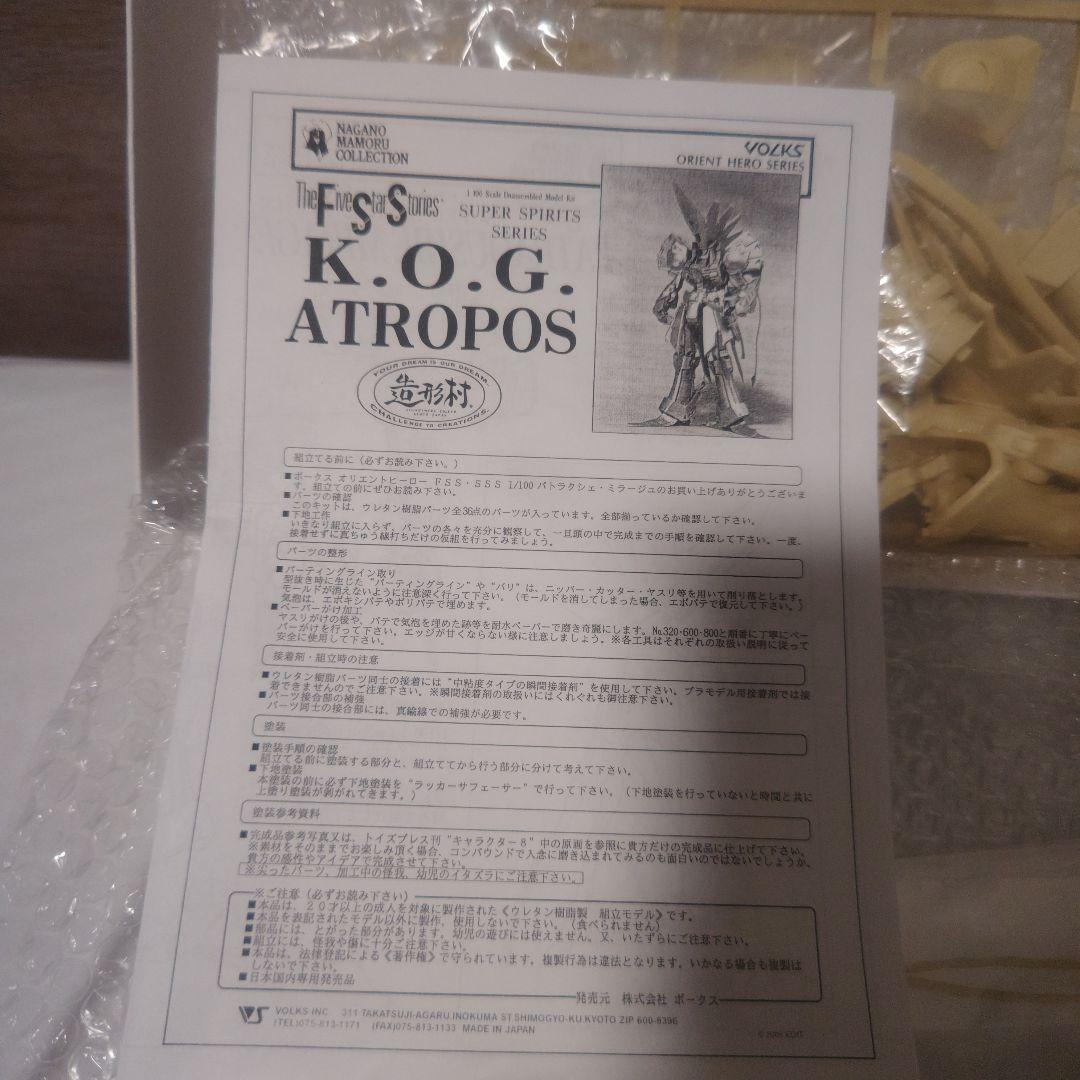 NAGANO
MAMORU
COLLECTION
VOLKS
ORIENT HERO SERIES
The Five Star Stories
1/100 Scale Unassembled Model Kit
SUPER SPIRITS
SERIES
K.O.G.
ATROPOS
YOUR DREAM IS OUR DREAM.
造形村
CHALLENGE TO CREATIONS.
組立てる前に（必ずお読み下さい。）
■ボークス オリエントヒーロー ＦＳＳ・ＳＳＳ 1/100 パトラクシェ・ミラージュのお買い上げありがとうございま
す。組立ての前にぜひお読み下さい。
■パーツの確認
このキットは、ウレタン樹脂パーツ全36点のパーツが入っています。全部揃っているか確認して下さい。
■下地工作
いきなり組立に入らず、パーツの各々を充分に観察して、一旦頭の中で完成までの手順を確認して下さい。一度、
接着せずに真ちゅう線打ちだけの仮組を行ってみましょう。
パーツの整形
■パーティングライン取り
型抜き時に生じた“パーティングライン”や“バリ”は、ニッパー・カッター・ヤスリ等を用いて削り落とします。
モールドが消えないように注意深く行って下さい。（モールドを消してしまった場合、エポパテで復元して下さい。）
気泡は、エポキシパテやポリパテで埋めます。
■ペーパーがけ加工
ヤスリがけの後や、パテで気泡を埋めた跡等を耐水ペーパーで磨き奇麗にします。№320・600・800と順番に丁寧にペー
パーがけを行って下さい。エッジが甘くならない様に注意しましょう。※各工具はそれぞれの取扱い説明に従って
安全に使用して下さい。
接着剤・組立時の注意
■ウレタン樹脂パーツ同士の接着には“中粘度タイプの瞬間接着剤”を使用して下さい。プラモデル用接着剤では接
着できませんのでご注意下さい。※瞬間接着剤の取扱いにはくれぐれも御注意下さい。
■パーツ接合部の補強
パーツ同士の接合部には、真鍮線での補強が必要です。
塗装
■塗装手順の確認
組立てる前に塗装する部分と、組立ててから行う部分に分けて考えて下さい。
■下地塗装
本塗装の前に必ず下地塗装を“ラッカーサフェーサー”で行って下さい。（下地塗装を行っていないと時間と共に
上塗り塗装が剥がれてきます。）
塗装参考資料
■完成品参考写真又は、トイズプレス刊“キャラクター８”中の原画を参照に貴方だけの完成品に仕上げて下さい。
※素材をそのままでお楽しみ頂く場合、コンパウンドで入念に磨き込まれてみるのも面白いのではないでしょうか。
貴方の感性やアイデアで完成させて下さい。
※尖ったパーツ、加工中の怪我、幼児のイタズラにご注意下さい。
※ご注意（必ずお読み下さい）
■本品は、２０才以上の成人を対象に製作された《ウレタン樹脂製 組立モデル》です。
■本品を表記されたモデル以外に製作、使用しないで下さい。（食べられません）
■部品には、とがった部分があります。幼児の遊びには使えません。又、いたずらにご注意下さい。
■組立には、怪我や傷に十分ご注意下さい。
■本品は、法律登記による《著作権》で守られています。複製行為は違法となります。いかなる場合も複製は
しないで下さい。
■日本国内専用発売品
発売元 株式会社 ボークス
VS VOLKS INC. 311 TAKATSUJI-AGARU.INOKUMA ST.SHIMOGYO-KU.KYOTO ZIP 600-8396
(TEL)075-813-1171 (FAX)075-813-1133 MADE IN JAPAN